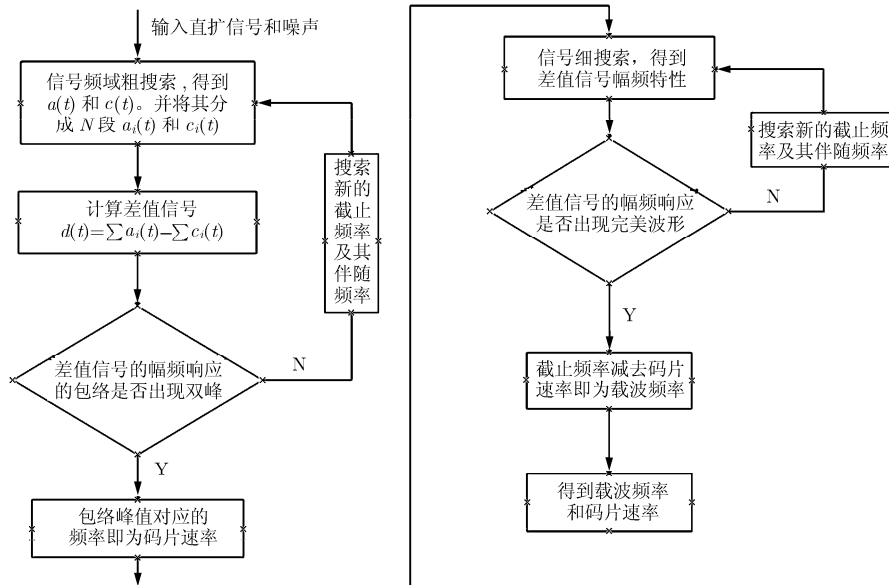 输入直扩信号和噪声
信号频域粗搜索，得到
a(t) 和 c(t)。并将其分
成 N 段 a_i(t) 和 c_i(t)
计算差值信号
d(t)=∑a_i(t)−∑c_i(t)
搜索
新的
截止
频率
及其
伴随
频率
差值信号的幅频响应
的包络是否出现双峰
N
Y
包络峰值对应的
频率即为码片速率
信号细搜索，得到
差值信号幅频特性
搜索新的截止频
率及其伴随频率
差值信号的幅频响应
是否出现完美波形
N
Y
截止频率减去码片
速率即为载波频率
得到载波频率
和码片速率